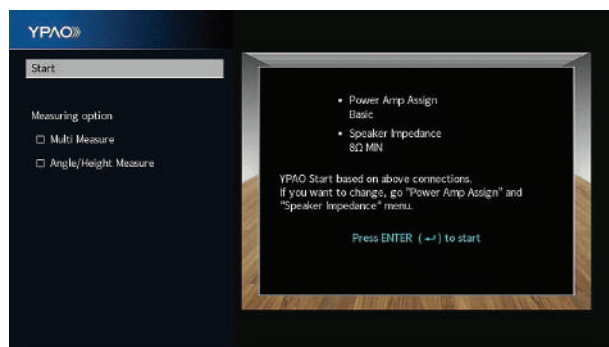 YPAO
Start
Measuring option
Multi Measure
Angle/Height Measure
• Power Amp Assign
Basic
• Speaker Impedance
8Ω MIN
YPAO Start based on above connections.
If you want to change, go "Power Amp Assign" and
"Speaker Impedance" menu.
Press ENTER (↵) to start